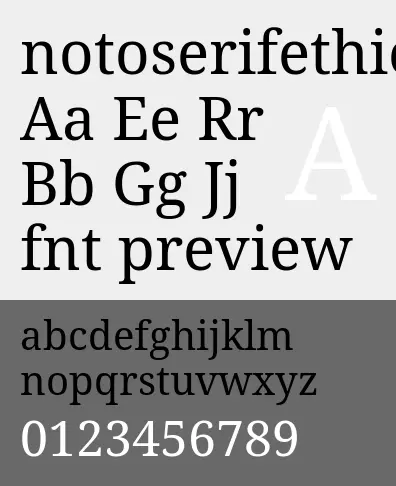 notoserifethi
Aa Ee Rr
A
Bb Gg Jj
fnt preview
abcdefghijklm
nopqrstuvwxyz
0123456789